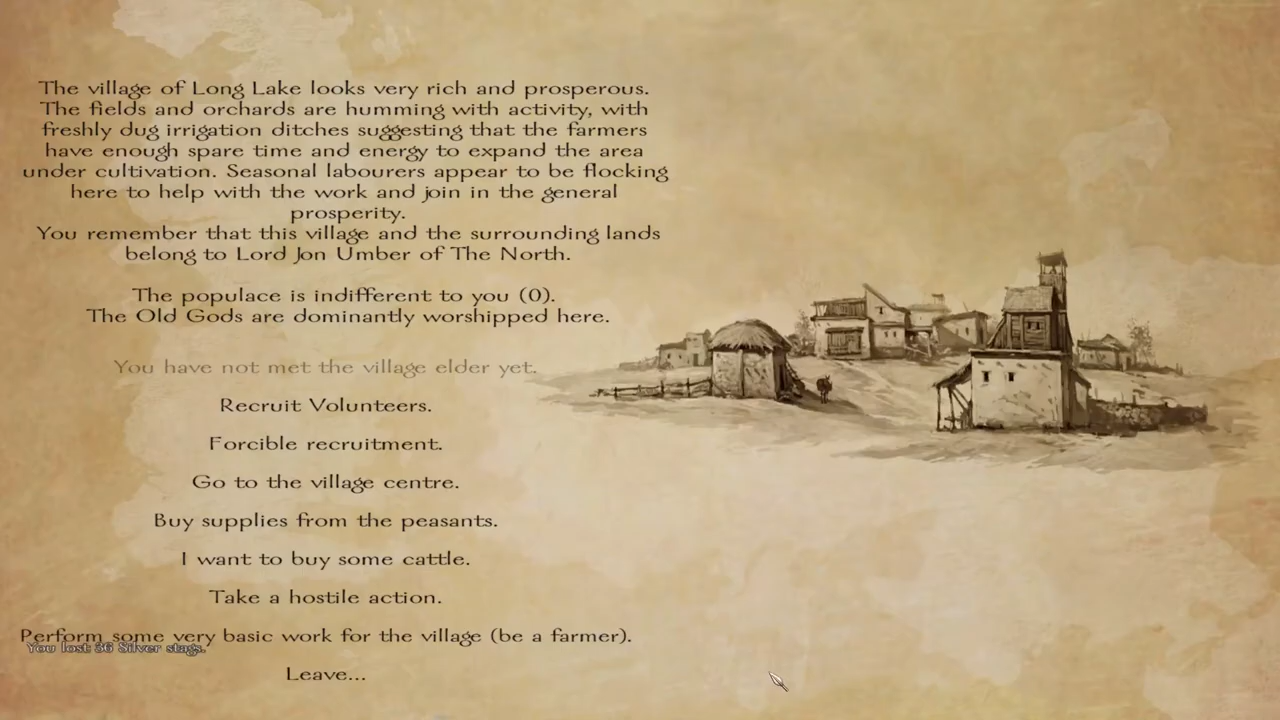 The village of Long Lake looks very rich and prosperous.
The fields and orchards are humming with activity, with
freshly dug irrigation ditches suggesting that the farmers
have enough spare time and energy to expand the area
under cultivation. Seasonal labourers appear to be flocking
here to help with the work and join in the general
prosperity.
You remember that this village and the surrounding lands
belong to Lord Jon Umber of The North.
The populace is indifferent to you (0).
The Old Gods are dominantly worshipped here.
You have not met the village elder yet.
Recruit Volunteers.
Forcible recruitment.
Go to the village centre.
Buy supplies from the peasants.
I want to buy some cattle.
Take a hostile action.
Perform some very basic work for the village (be a farmer).
You lost 36 Silver stags.
Leave...